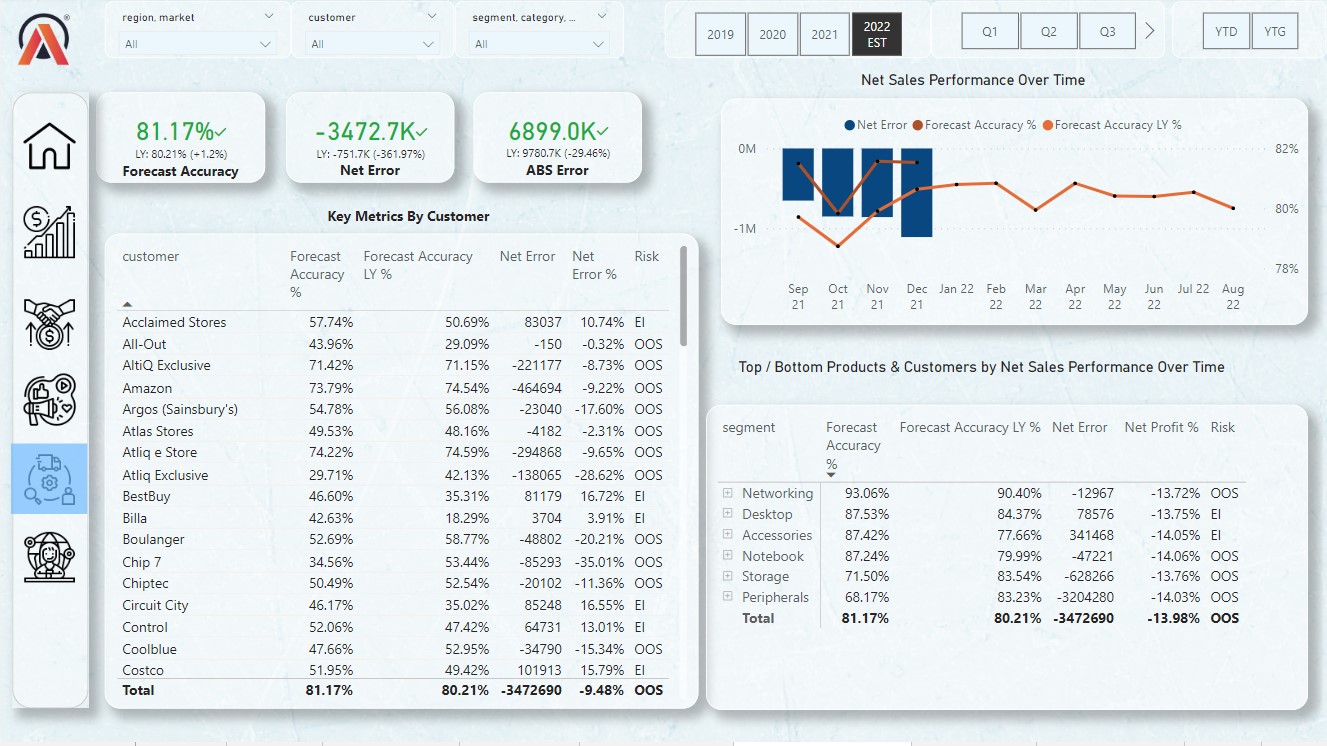 region, market
customer
segment, category, ...
All
All
All
2019
2020
2021
2022
EST
Q1
Q2
Q3
YTD
YTG
81.17%
LY: 80.21% (+1.2%)
Forecast Accuracy
-3472.7K
LY: -751.7K (-361.97%)
Net Error
6899.0K
LY: 9780.7K (-29.46%)
ABS Error
Net Sales Performance Over Time
Net Error Forecast Accuracy % Forecast Accuracy LY %
0M
-1M
82%
80%
78%
Sep 21
Oct 21
Nov 21
Dec 21
Jan 22
Feb 22
Mar 22
Apr 22
May 22
Jun 22
Jul 22
Aug 22
Key Metrics By Customer
customer Forecast Accuracy % Forecast Accuracy LY % Net Error Net Error % Risk
Acclaimed Stores 57.74% 50.69% 83037 10.74% EI
All-Out 43.96% 29.09% -150 -0.32% OOS
AltiQ Exclusive 71.42% 71.15% -221177 -8.73% OOS
Amazon 73.79% 74.54% -464694 -9.22% OOS
Argos (Sainsbury's) 54.78% 56.08% -23040 -17.60% OOS
Atlas Stores 49.53% 48.16% -4182 -2.31% OOS
Atliq e Store 74.22% 74.59% -294868 -9.65% OOS
Atliq Exclusive 29.71% 42.13% -138065 -28.62% OOS
BestBuy 46.60% 35.31% 81179 16.72% EI
Billa 42.63% 18.29% 3704 3.91% EI
Boulanger 52.69% 58.77% -48802 -20.21% OOS
Chip 7 34.56% 53.44% -85293 -35.01% OOS
Chiptec 50.49% 52.54% -20102 -11.36% OOS
Circuit City 46.17% 35.02% 85248 16.55% EI
Control 52.06% 47.42% 64731 13.01% EI
Coolblue 47.66% 52.95% -34790 -15.34% OOS
Costco 51.95% 49.42% 101913 15.79% EI
Total 81.17% 80.21% -3472690 -9.48% OOS
Top / Bottom Products & Customers by Net Sales Performance Over Time
segment Forecast Accuracy % Forecast Accuracy LY % Net Error Net Profit % Risk
Networking 93.06% 90.40% -12967 -13.72% OOS
Desktop 87.53% 84.37% 78576 -13.75% EI
Accessories 87.42% 77.66% 341468 -14.05% EI
Notebook 87.24% 79.99% -47221 -14.06% OOS
Storage 71.50% 83.54% -628266 -13.76% OOS
Peripherals 68.17% 83.23% -3204280 -14.03% OOS
Total 81.17% 80.21% -3472690 -13.98% OOS